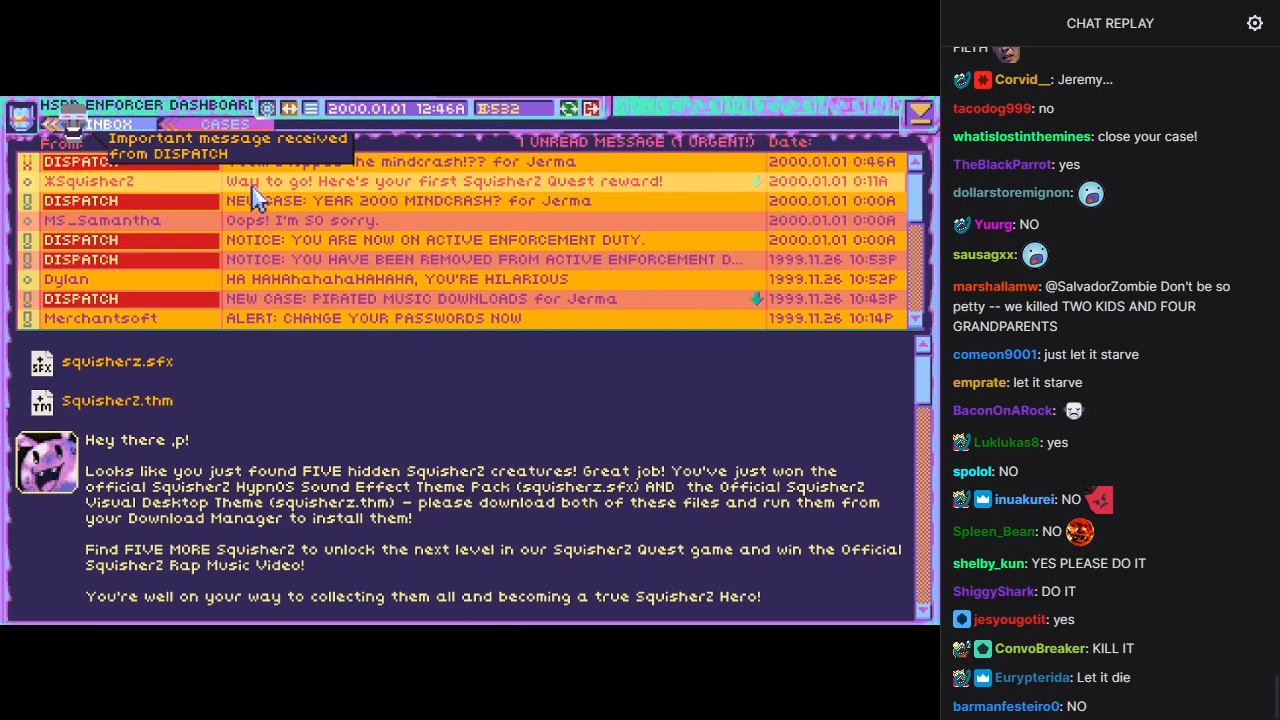 HSPD ENFORCER DASHBOARD
2000.01.01 12:46A
532
INBOX
CASES
Important message received
from DISPATCH
From:
1 UNREAD MESSAGE (1 URGENT!)
Date:
DISPATCH
he mindcrash!?? for Jerma
2000.01.01 0:46A
SquisherZ
Way to go! Here's your first SquisherZ Quest reward!
2000.01.01 0:11A
DISPATCH
NEW CASE: YEAR 2000 MINDCRASH? for Jerma
2000.01.01 0:00A
MS_Samantha
Oops! I'm SO sorry.
2000.01.01 0:00A
DISPATCH
NOTICE: YOU ARE NOW ON ACTIVE ENFORCEMENT DUTY.
2000.01.01 0:00A
DISPATCH
NOTICE: YOU HAVE BEEN REMOVED FROM ACTIVE ENFORCEMENT D...
1999.11.26 10:53P
Dylan
HA HAHAhahahaHAHAHA, YOU'RE HILARIOUS
1999.11.26 10:52P
DISPATCH
NEW CASE: PIRATED MUSIC DOWNLOADS for Jerma
1999.11.26 10:43P
Merchantsoft
ALERT: CHANGE YOUR PASSWORDS NOW
1999.11.26 10:14P
+ SFX
squisherz.sfx
+ TM
SquisherZ.thm
Hey there ,p!
Looks like you just found FIVE hidden SquisherZ creatures! Great job! You've just won the
official SquisherZ HypnOS Sound Effect Theme Pack (squisherz.sfx) AND the Official SquisherZ
Visual Desktop Theme (squisherz.thm) - please download both of these files and run them from
your Download Manager to install them!
Find FIVE MORE SquisherZ to unlock the next level in our SquisherZ Quest game and win the Official
SquisherZ Rap Music Video!
You're well on your way to collecting them all and becoming a true SquisherZ Hero!
CHAT REPLAY
FILTH
Corvid__: Jeremy...
tacodog999: no
whatislostinthemines: close your case!
TheBlackParrot: yes
dollarstoremignon:
Yuurg: NO
sausagxx:
marshallamw: @SalvadorZombie Don't be so
petty -- we killed TWO KIDS AND FOUR
GRANDPARENTS
comeon9001: just let it starve
emprate: let it starve
BaconOnARock:
Luklukas8: yes
spolol: NO
inuakurei: NO
Spleen_Bean: NO
shelby_kun: YES PLEASE DO IT
ShiggyShark: DO IT
jesyougotit: yes
ConvoBreaker: KILL IT
Eurypterida: Let it die
barmanfesteiro0: NO